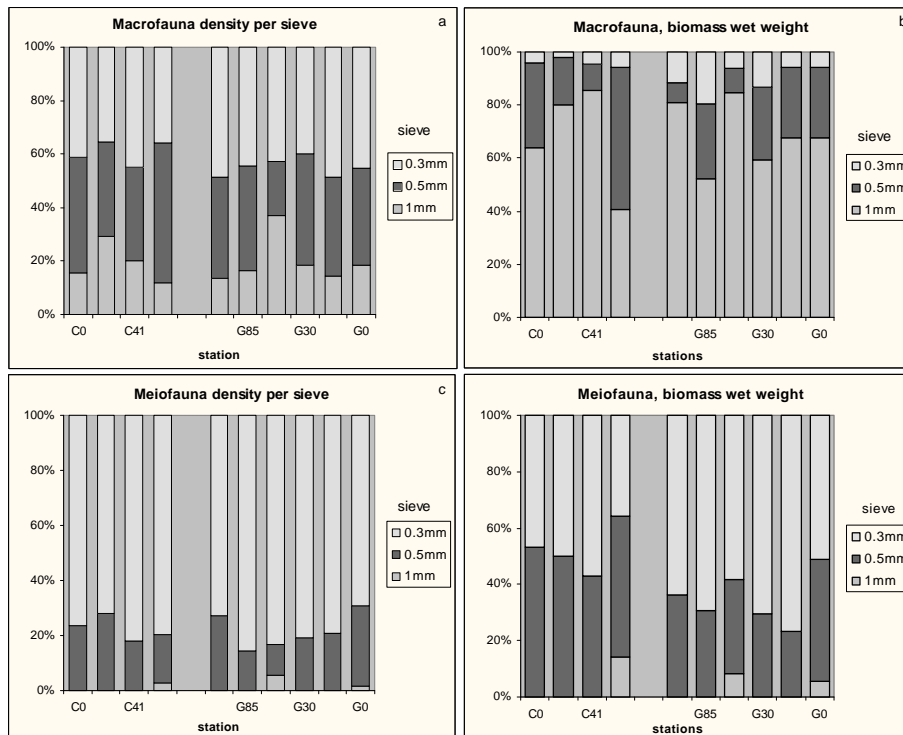 Macrofauna density per sieve
a
100%
80%
60%
40%
20%
0%
C0 C41 G85 G30 G0
station
sieve
0.3mm
0.5mm
1mm
Macrofauna, biomass wet weight
b
100%
80%
60%
40%
20%
0%
C0 C41 G85 G30 G0
stations
sieve
0.3mm
0.5mm
1mm
Meiofauna density per sieve
c
100%
80%
60%
40%
20%
0%
C0 C41 G85 G30 G0
station
sieve
0.3mm
0.5mm
1mm
Meiofauna, biomass wet weight
100%
80%
60%
40%
20%
0%
C0 C41 G85 G30 G0
stations
sieve
0.3mm
0.5mm
1mm